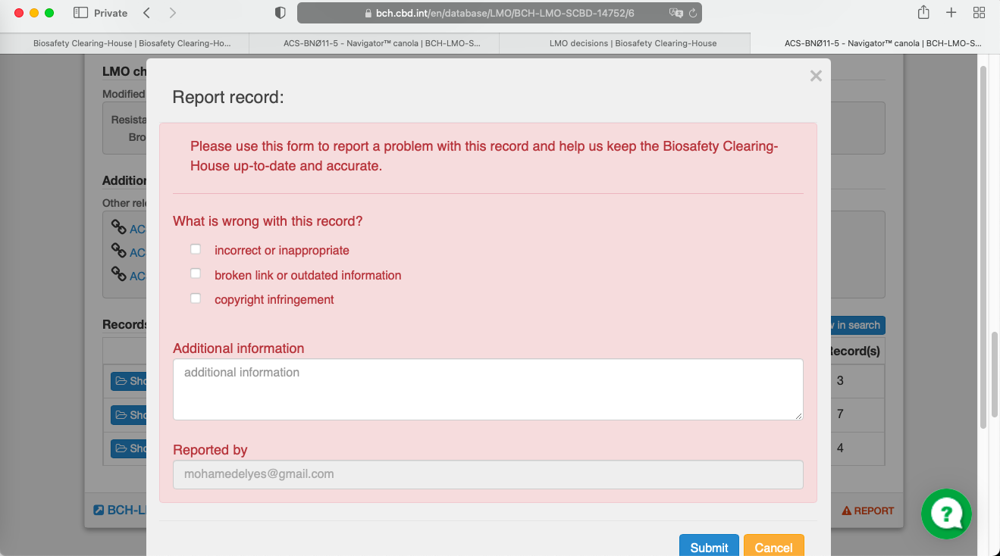 Private
bch.cbd.int/en/database/LMO/BCH-LMO-SCBD-14752/6
Biosafety Clearing-House | Biosafety Clearing-Ho...
ACS-BNØ11-5 - Navigator™ canola | BCH-LMO-S...
LMO decisions | Biosafety Clearing-House
ACS-BNØ11-5 - Navigator™ canola | BCH-LMO-S...
LMO ch
Modified
Resista
Bro
Addition
Other rele
ACS
ACS
ACS
Records
in search
Record(s)
Sho
3
Sho
7
Sho
4
BCH-L
REPORT
Report record:
Please use this form to report a problem with this record and help us keep the Biosafety Clearing-
House up-to-date and accurate.
What is wrong with this record?
incorrect or inappropriate
broken link or outdated information
copyright infringement
Additional information
additional information
Reported by
mohamedelyes@gmail.com
Submit
Cancel
?